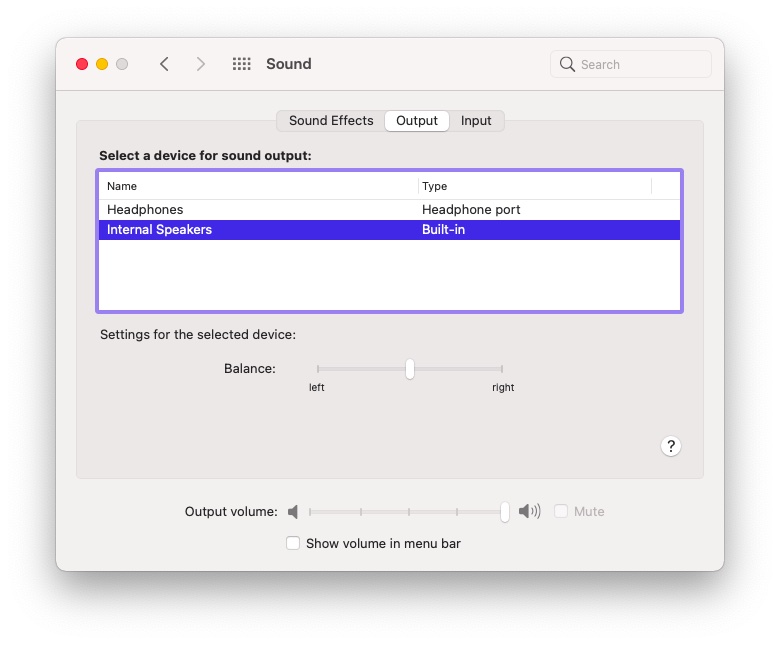 Sound
Search
Sound Effects Output Input
Select a device for sound output:
Name Type
Headphones Headphone port
Internal Speakers Built-in
Settings for the selected device:
Balance:
left right
?
Output volume: Mute
Show volume in menu bar